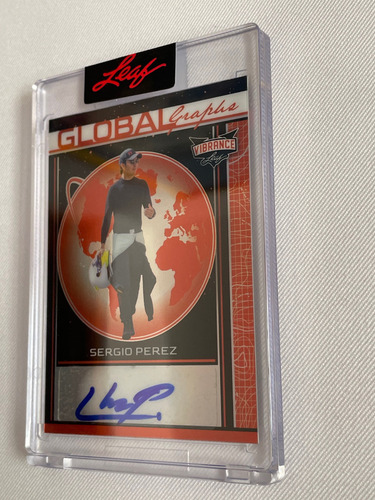 Leaf
GLOBAL Graphs
VIBRANCE
Leaf
SERGIO PEREZ